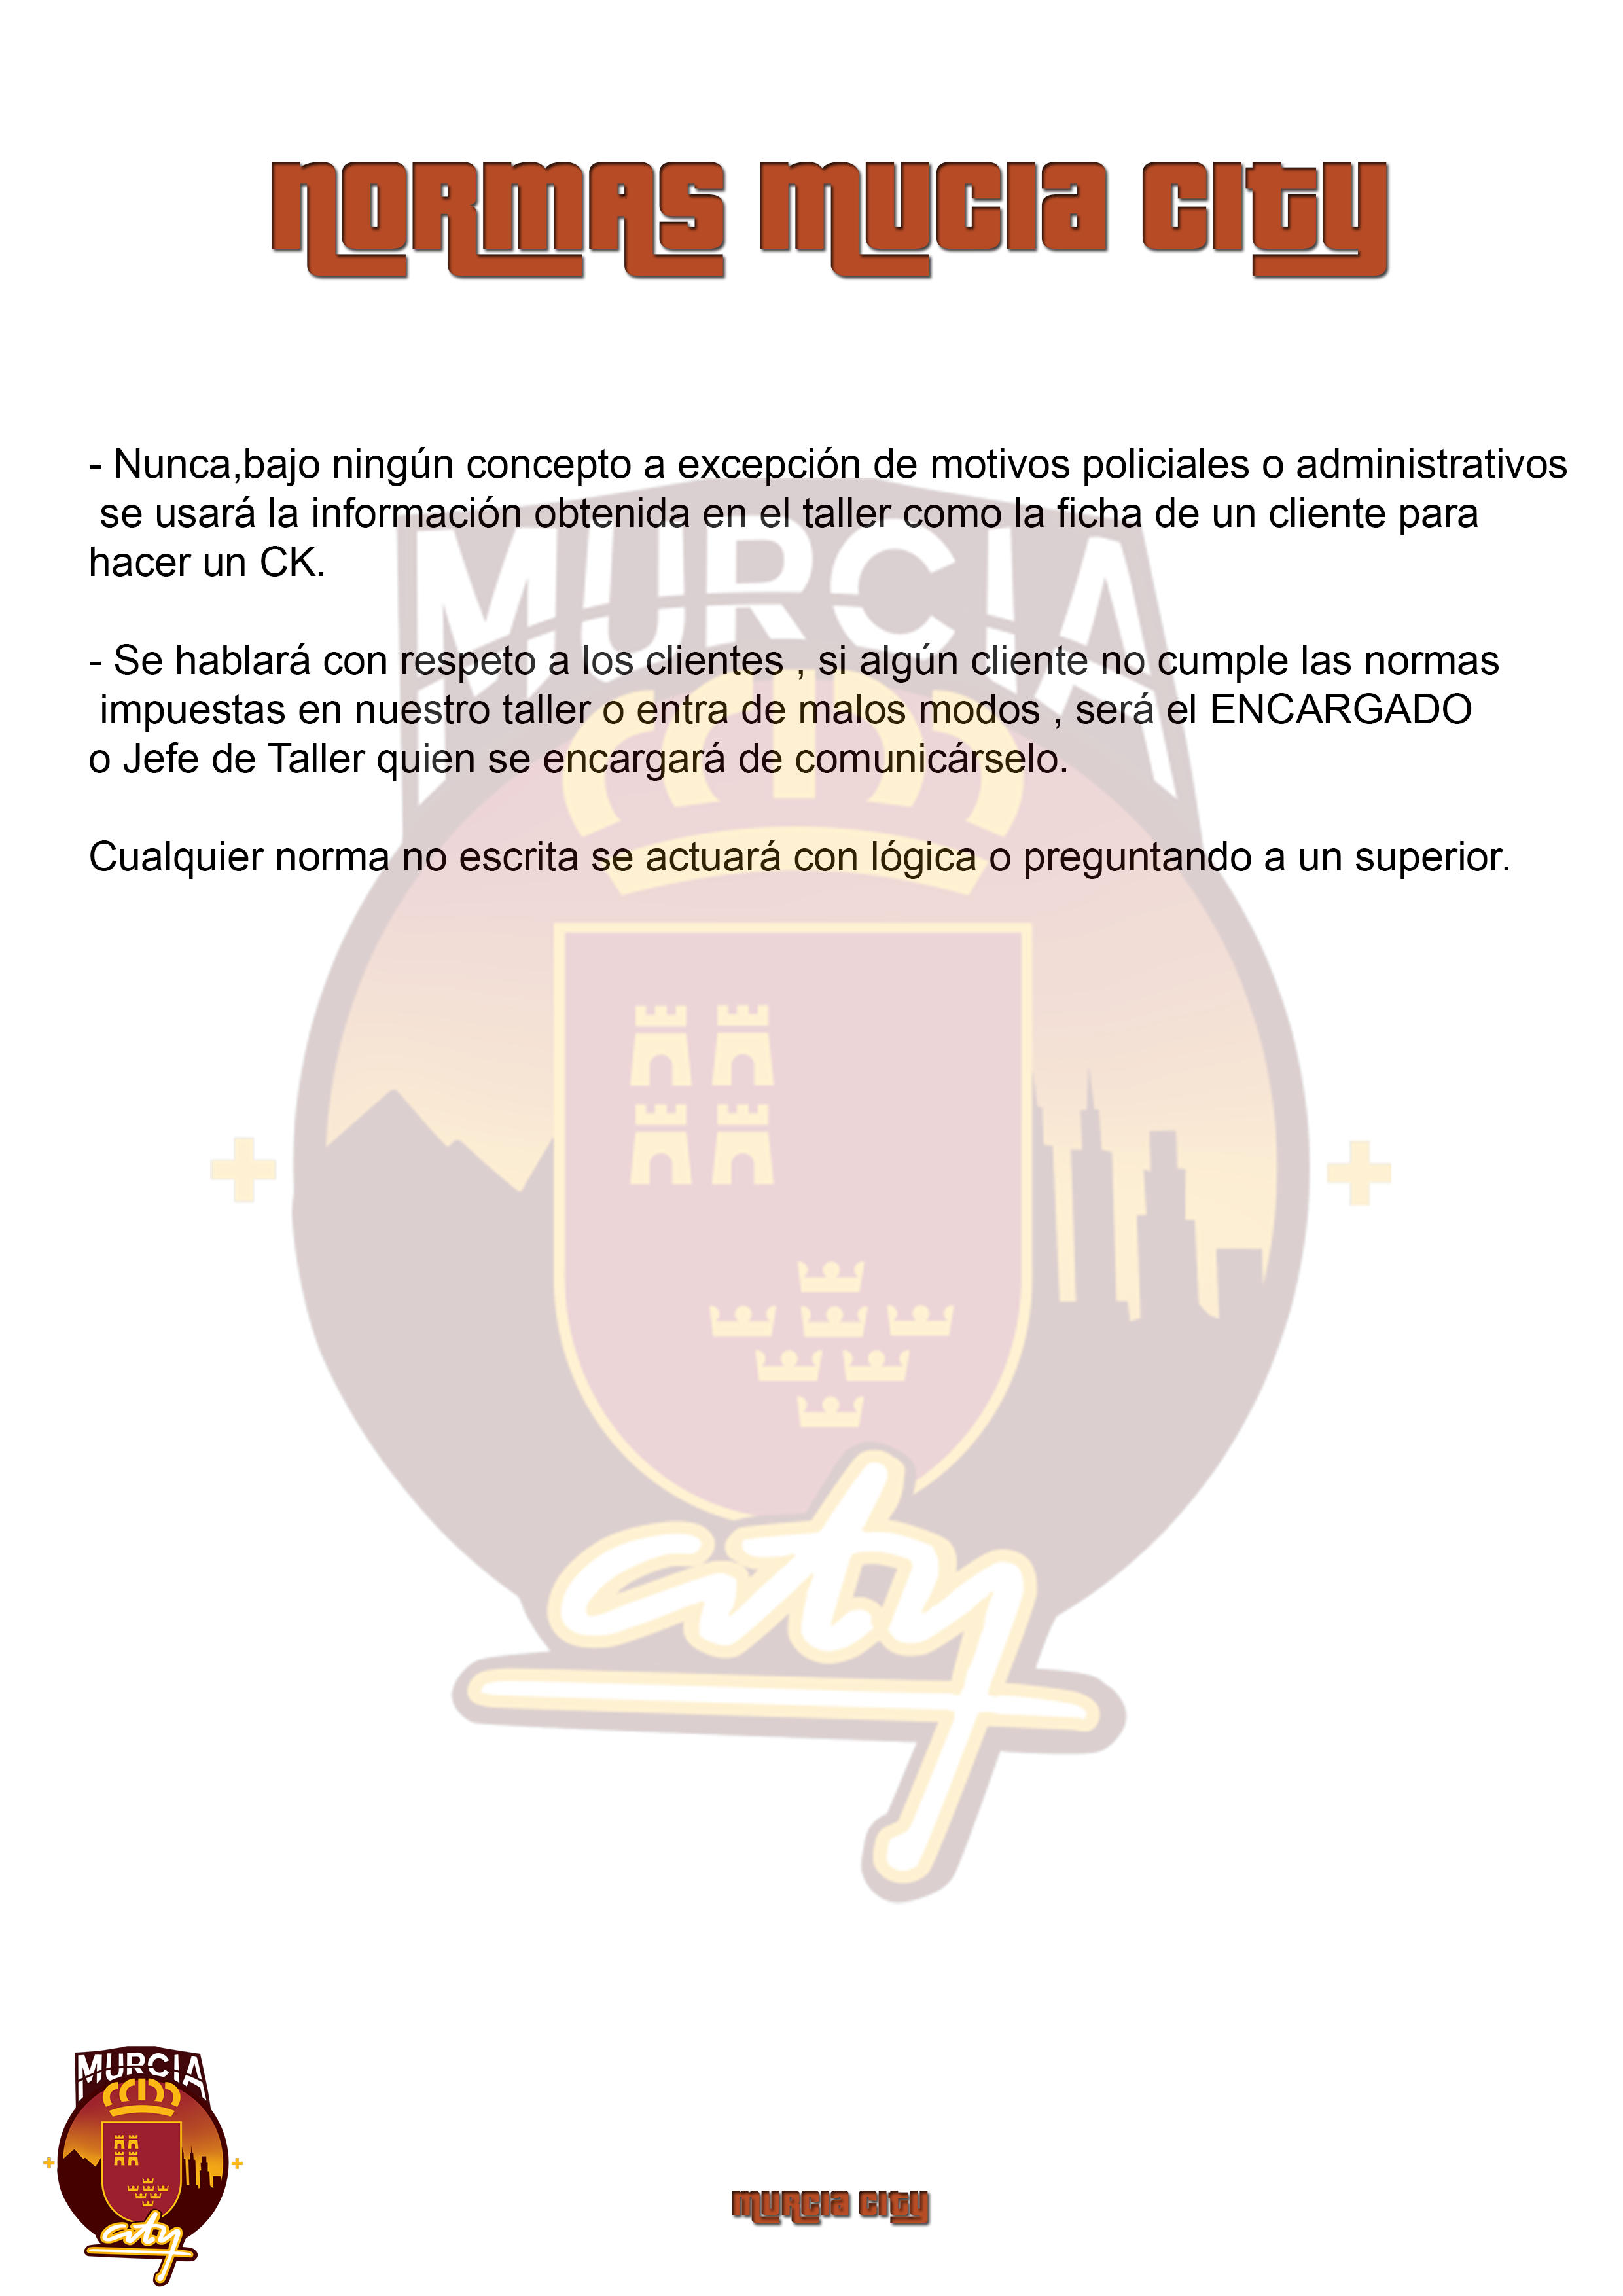 NORMAS MUCIA CITY
- Nunca,bajo ningún concepto a excepción de motivos policiales o administrativos
se usará la información obtenida en el taller como la ficha de un cliente para
hacer un CK.
- Se hablará con respeto a los clientes , si algún cliente no cumple las normas
impuestas en nuestro taller o entra de malos modos , será el ENCARGADO
o Jefe de Taller quien se encargará de comunicárselo.
Cualquier norma no escrita se actuará con lógica o preguntando a un superior.
MURCIA
city
MURCIA
city
MURCIA CITY